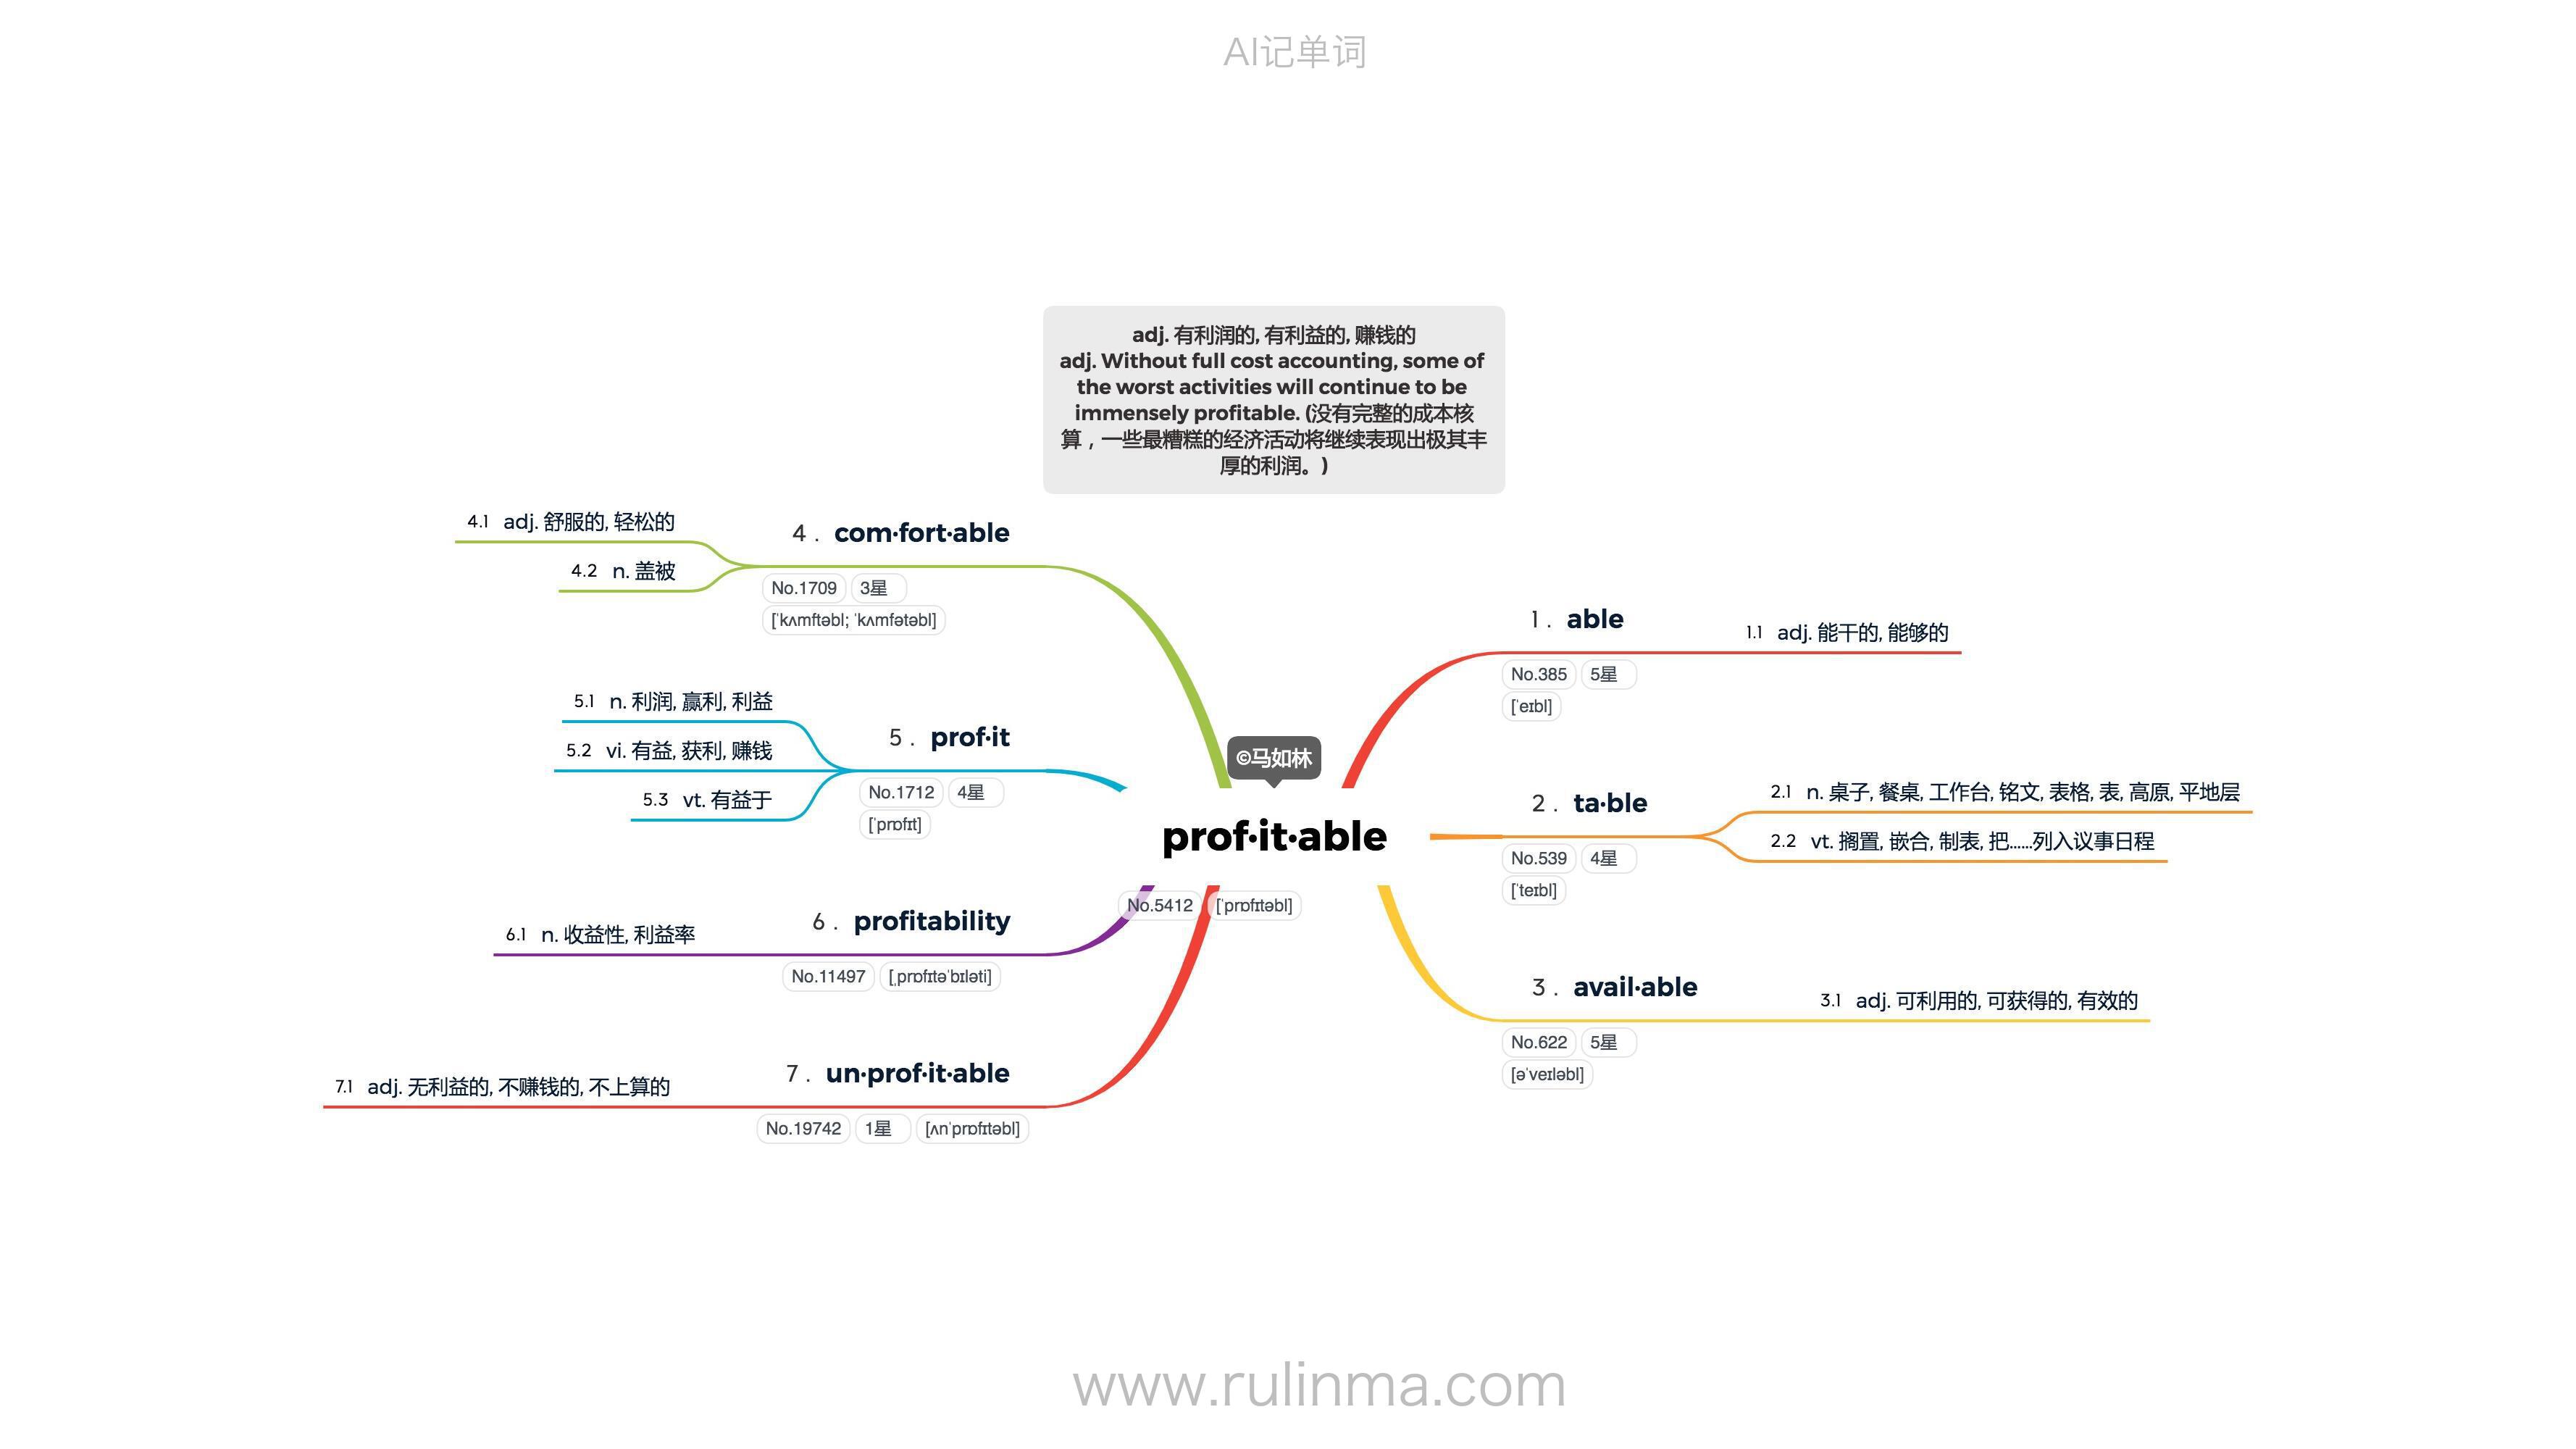 AI记单词
adj. 有利润的, 有利益的, 赚钱的
adj. Without full cost accounting, some of
the worst activities will continue to be
immensely profitable. (没有完整的成本核
算，一些最糟糕的经济活动将继续表现出极其丰
厚的利润。)
©马如林
prof·it·able
No.5412 [ˈprɒfɪtəbl]
1. able
No.385 5星
[ˈeɪbl]
1.1 adj. 能干的, 能够的
2. ta·ble
No.539 4星
[ˈteɪbl]
2.1 n. 桌子, 餐桌, 工作台, 铭文, 表格, 表, 高原, 平地层
2.2 vt. 搁置, 嵌合, 制表, 把……列入议事日程
3. avail·able
No.622 5星
[əˈveɪləbl]
3.1 adj. 可利用的, 可获得的, 有效的
4. com·fort·able
No.1709 3星
[ˈkʌmftəbl; ˈkʌmfətəbl]
4.1 adj. 舒服的, 轻松的
4.2 n. 盖被
5. prof·it
No.1712 4星
[ˈprɒfɪt]
5.1 n. 利润, 赢利, 利益
5.2 vi. 有益, 获利, 赚钱
5.3 vt. 有益于
6. profitability
No.11497 [ˌprɒfɪtəˈbɪləti]
6.1 n. 收益性, 利益率
7. un·prof·it·able
No.19742 1星 [ʌnˈprɒfɪtəbl]
7.1 adj. 无利益的, 不赚钱的, 不上算的
www.rulinma.com